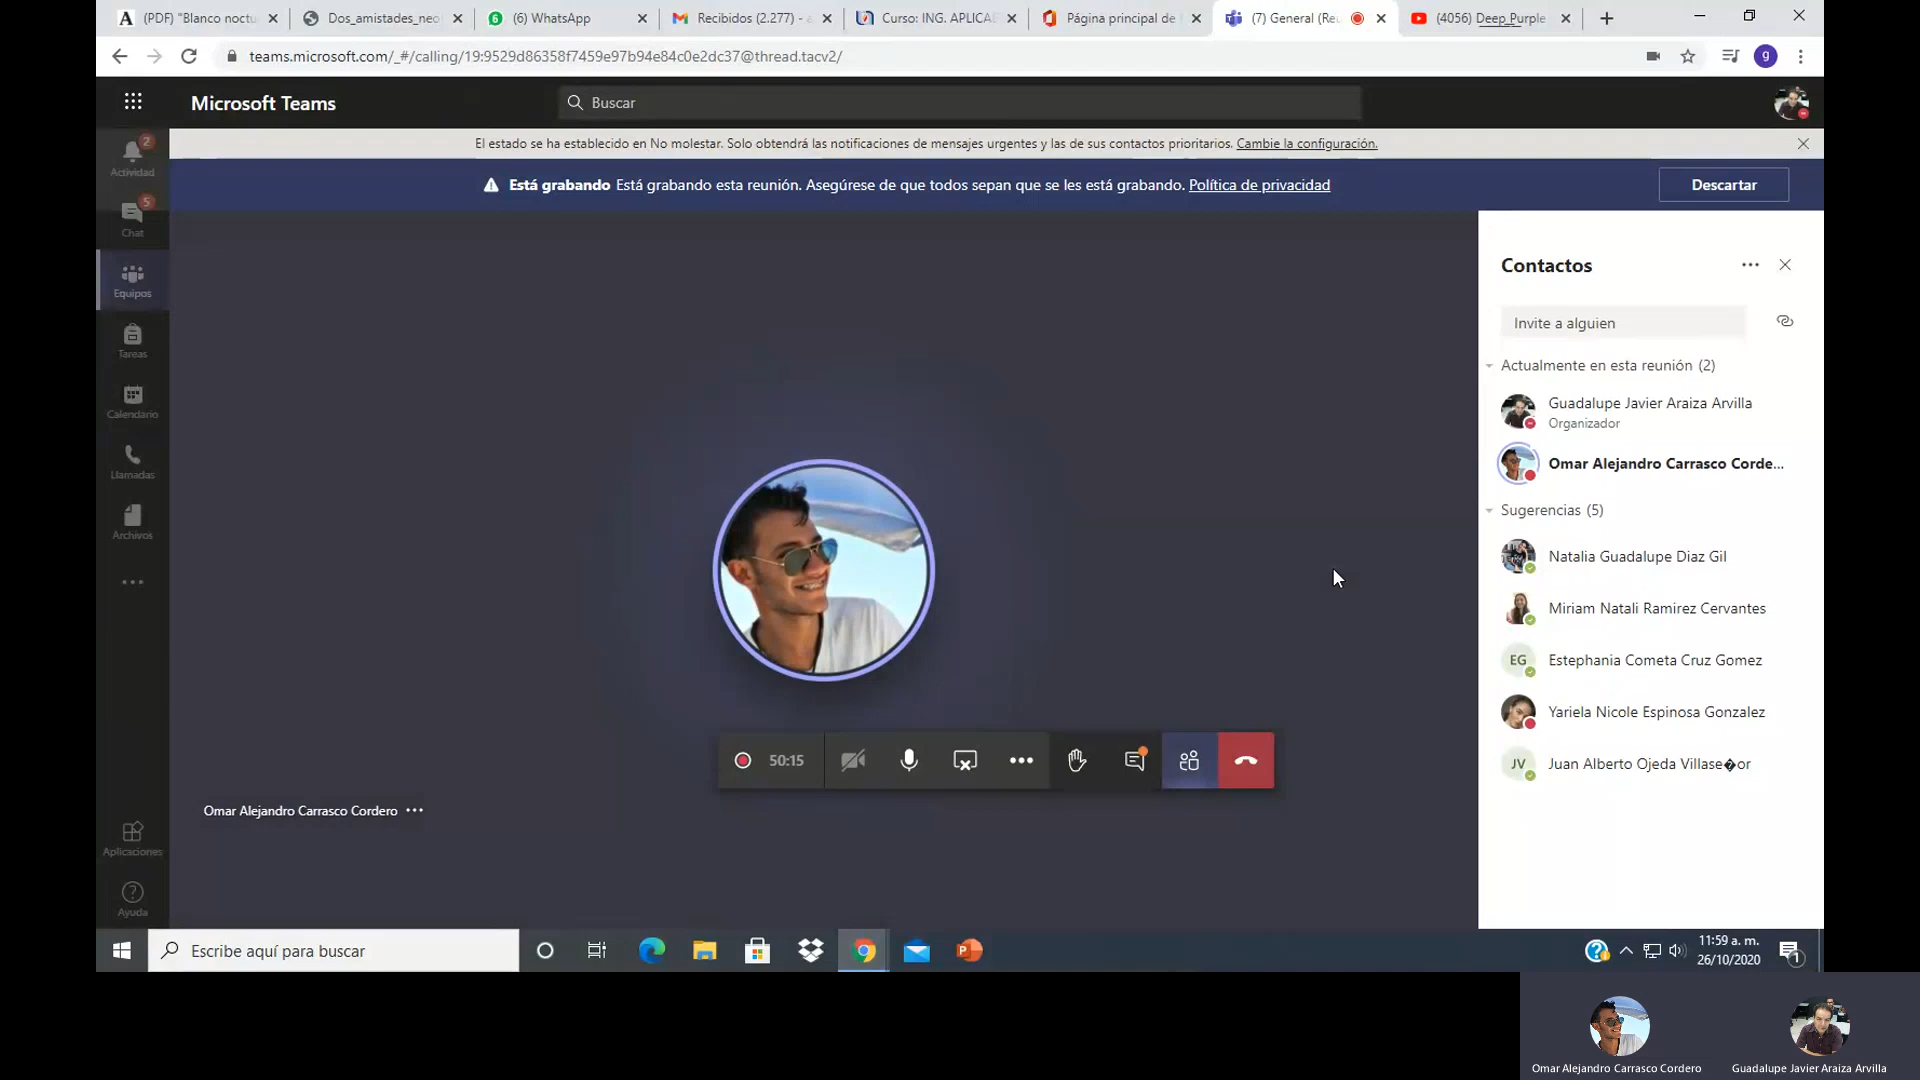 (PDF) "Blanco noctu
Dos_amistades_neo
(6) WhatsApp
Recibidos (2.277) - a
Curso: ING. APLICAD
Página principal de
(7) General (Reu
(4056) Deep_Purple
teams.microsoft.com/_#/calling/19:9529d86358f7459e97b94e84c0e2dc37@thread.tacv2/
g
Microsoft Teams
Buscar
El estado se ha establecido en No molestar. Solo obtendrá las notificaciones de mensajes urgentes y las de sus contactos prioritarios. Cambie la configuración.
Está grabando Está grabando esta reunión. Asegúrese de que todos sepan que se les está grabando. Política de privacidad
Descartar
2
Actividad
5
Chat
Equipos
Tareas
Calendario
Llamadas
Archivos
Aplicaciones
Ayuda
Contactos
Invite a alguien
Actualmente en esta reunión (2)
Guadalupe Javier Araiza Arvilla
Organizador
Omar Alejandro Carrasco Corde...
Sugerencias (5)
Natalia Guadalupe Diaz Gil
Miriam Natali Ramirez Cervantes
EG
Estephania Cometa Cruz Gomez
Yariela Nicole Espinosa Gonzalez
JV
Juan Alberto Ojeda Villase�or
50:15
Omar Alejandro Carrasco Cordero
Escribe aquí para buscar
11:59 a. m.
26/10/2020
1
Omar Alejandro Carrasco Cordero
Guadalupe Javier Araiza Arvilla